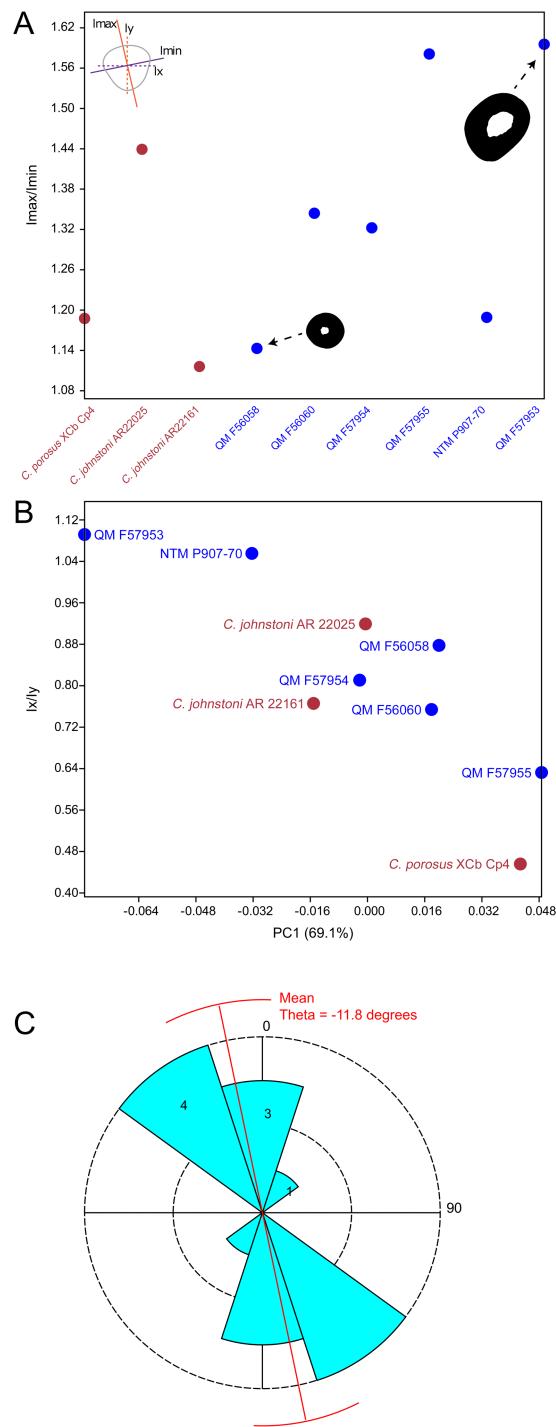 A
Imax
Iy
Imin
Ix
1.62
1.56
1.50
1.44
1.38
1.32
1.26
1.20
1.14
1.08
Imax/Imin
C. porosus XCb Cp4
C. johnstoni AR22025
C. johnstoni AR22161
QM F56058
QM F56060
QM F57954
QM F57955
NTM P907-70
QM F57953
B
1.12
1.04
0.96
0.88
0.80
0.72
0.64
0.56
0.48
0.40
Ix/Iy
QM F57953
NTM P907-70
C. johnstoni AR 22025
QM F56058
QM F57954
C. johnstoni AR 22161
QM F56060
QM F57955
C. porosus XCb Cp4
-0.064
-0.048
-0.032
-0.016
0.000
0.016
0.032
0.048
PC1 (69.1%)
C
Mean
Theta = -11.8 degrees
0
4
3
1
90